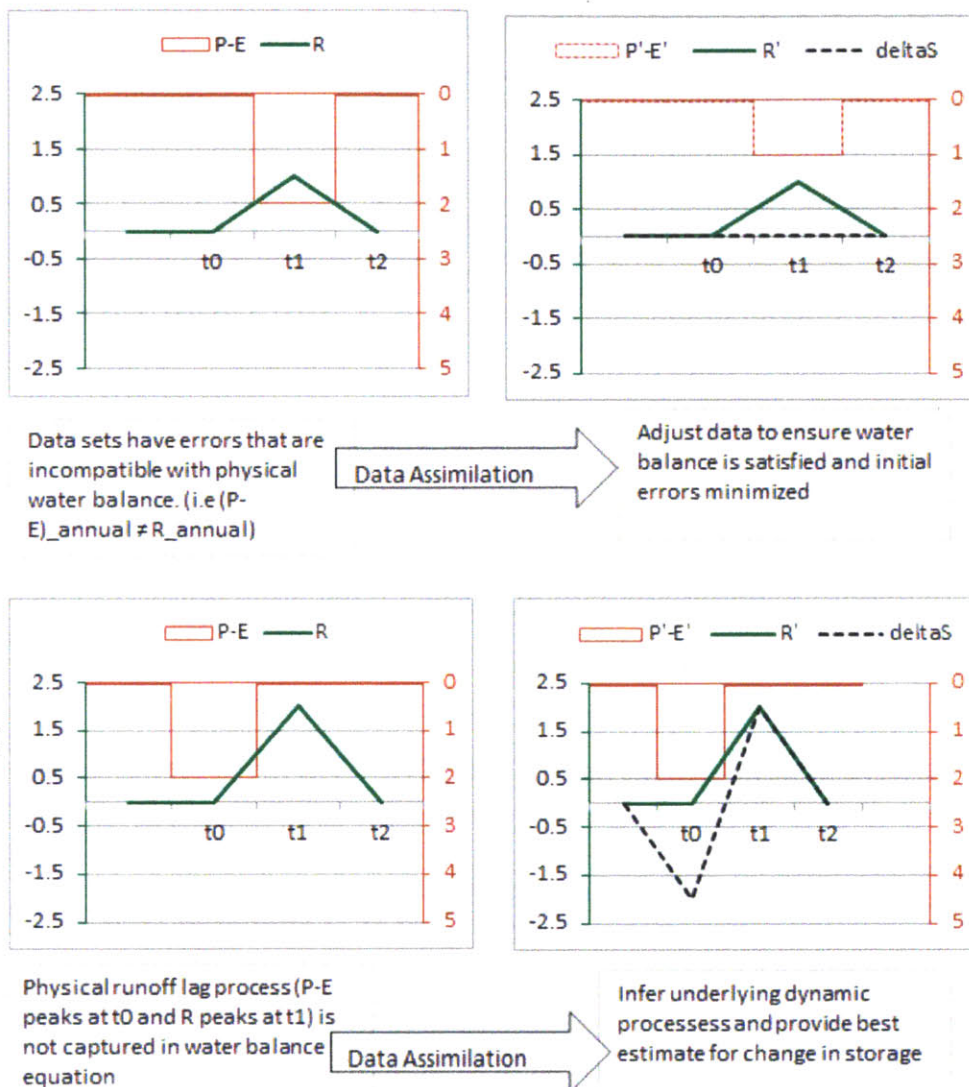 P-E R
2.5
1.5
0.5
-0.5
-1.5
-2.5
t0 t1 t2
0
1
2
3
4
5
P'-E' R' deltaS
2.5
1.5
0.5
-0.5
-1.5
-2.5
t0 t1 t2
0
1
2
3
4
5
Data sets have errors that are
incompatible with physical
water balance. (i.e (P-
E)_annual ≠ R_annual)
Data Assimilation
Adjust data to ensure water
balance is satisfied and initial
errors minimized
P-E R
2.5
1.5
0.5
-0.5
-1.5
-2.5
t0 t1 t2
0
1
2
3
4
5
P'-E' R' deltaS
2.5
1.5
0.5
-0.5
-1.5
-2.5
t0 t1 t2
0
1
2
3
4
5
Physical runoff lag process (P-E
peaks at t0 and R peaks at t1) is
not captured in water balance
equation
Data Assimilation
Infer underlying dynamic
processess and provide best
estimate for change in storage